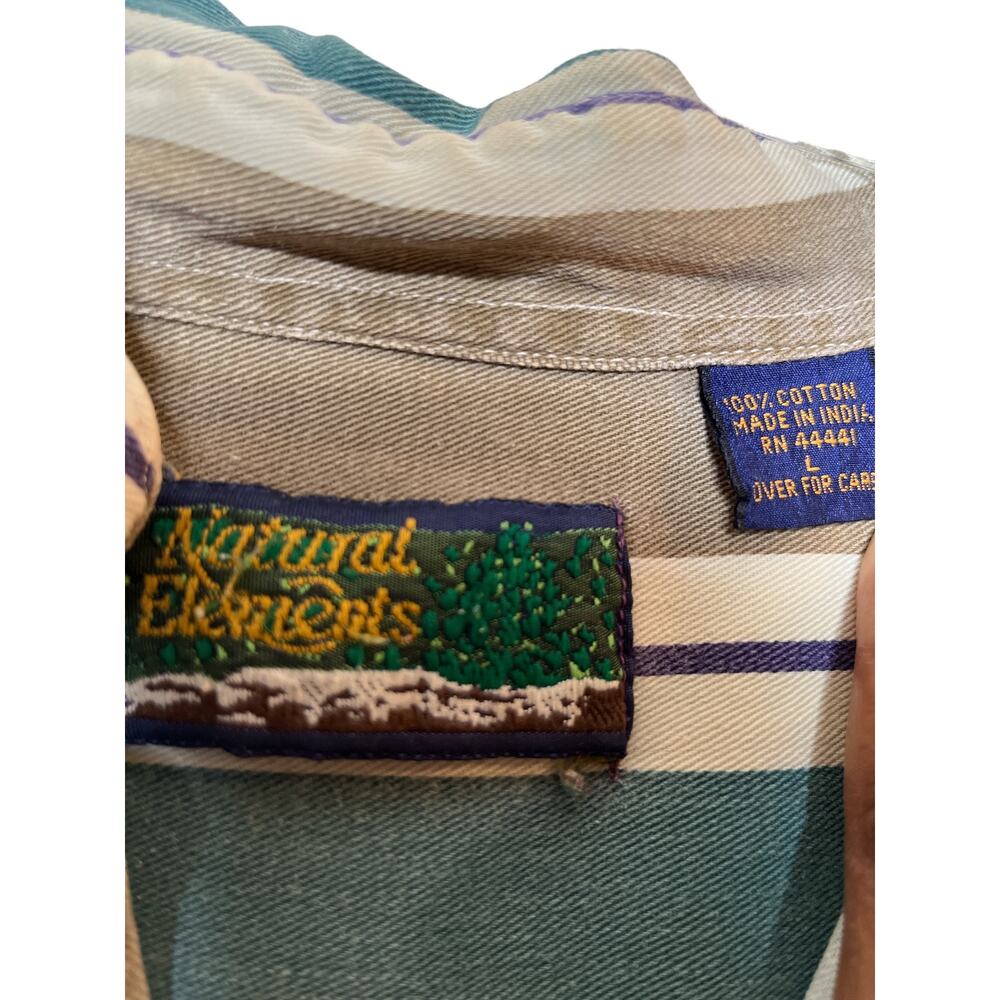 Natural
Elements
100% COTTON
MADE IN INDIA
RN 44441
L
OVER FOR CARE